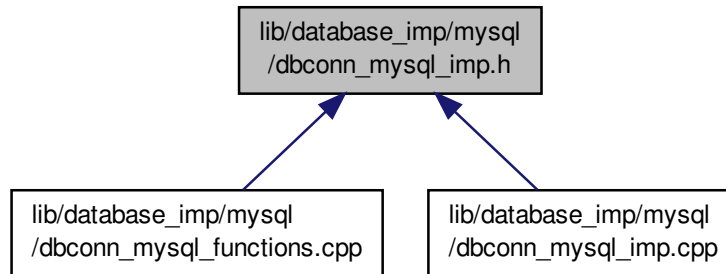 lib/database_imp/mysql
/dbconn_mysql_imp.h
lib/database_imp/mysql
/dbconn_mysql_functions.cpp
lib/database_imp/mysql
/dbconn_mysql_imp.cpp